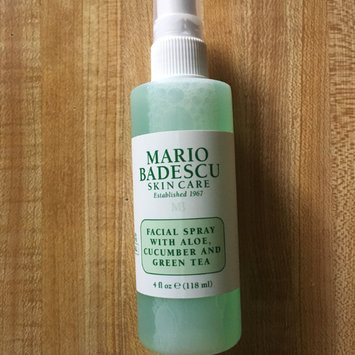 MARIO
BADESCU
SKIN CARE
Established 1967
MB
FACIAL SPRAY
WITH ALOE,
CUCUMBER AND
GREEN TEA
4 fl oz ℮ (118 ml)